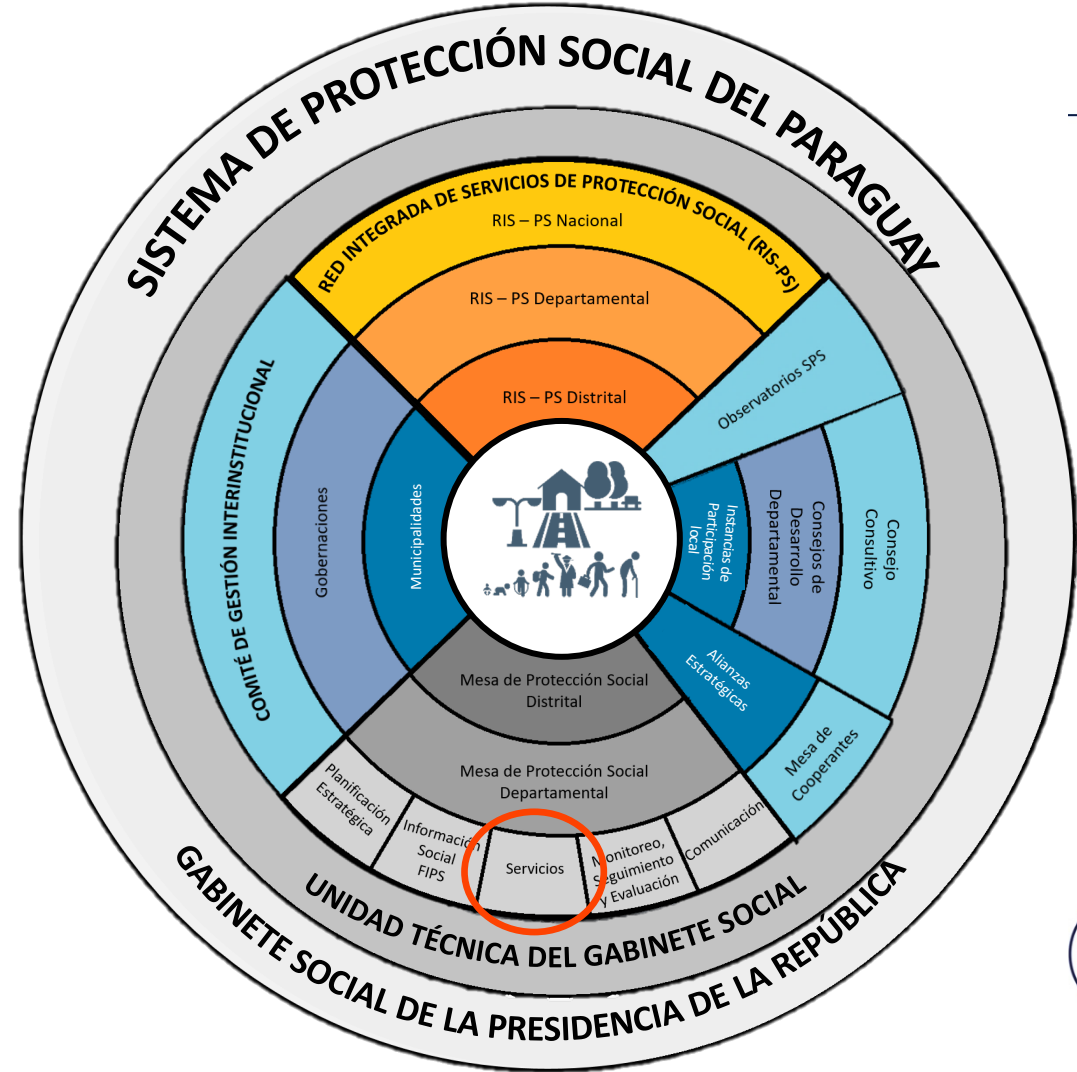 SISTEMA DE PROTECCIÓN SOCIAL DEL PARAGUAY
RED INTEGRADA DE SERVICIOS DE PROTECCIÓN SOCIAL (RIS-PS)
RIS – PS Nacional
RIS – PS Departamental
RIS – PS Distrital
Observatorios SPS
COMITÉ DE GESTIÓN INTERINSTITUCIONAL
Gobernaciones
Municipalidades
Instancias de
Participación
local
Consejos de
Desarrollo
Departamental
Consejo
Consultivo
Alianzas
Estratégicas
Mesa de
Cooperantes
Mesa de Protección Social
Distrital
Mesa de Protección Social
Departamental
Planificación
Estratégica
Información
Social
FIPS
Servicios
Monitoreo,
Seguimiento
y Evaluación
Comunicación
UNIDAD TÉCNICA DEL GABINETE SOCIAL
GABINETE SOCIAL DE LA PRESIDENCIA DE LA REPÚBLICA